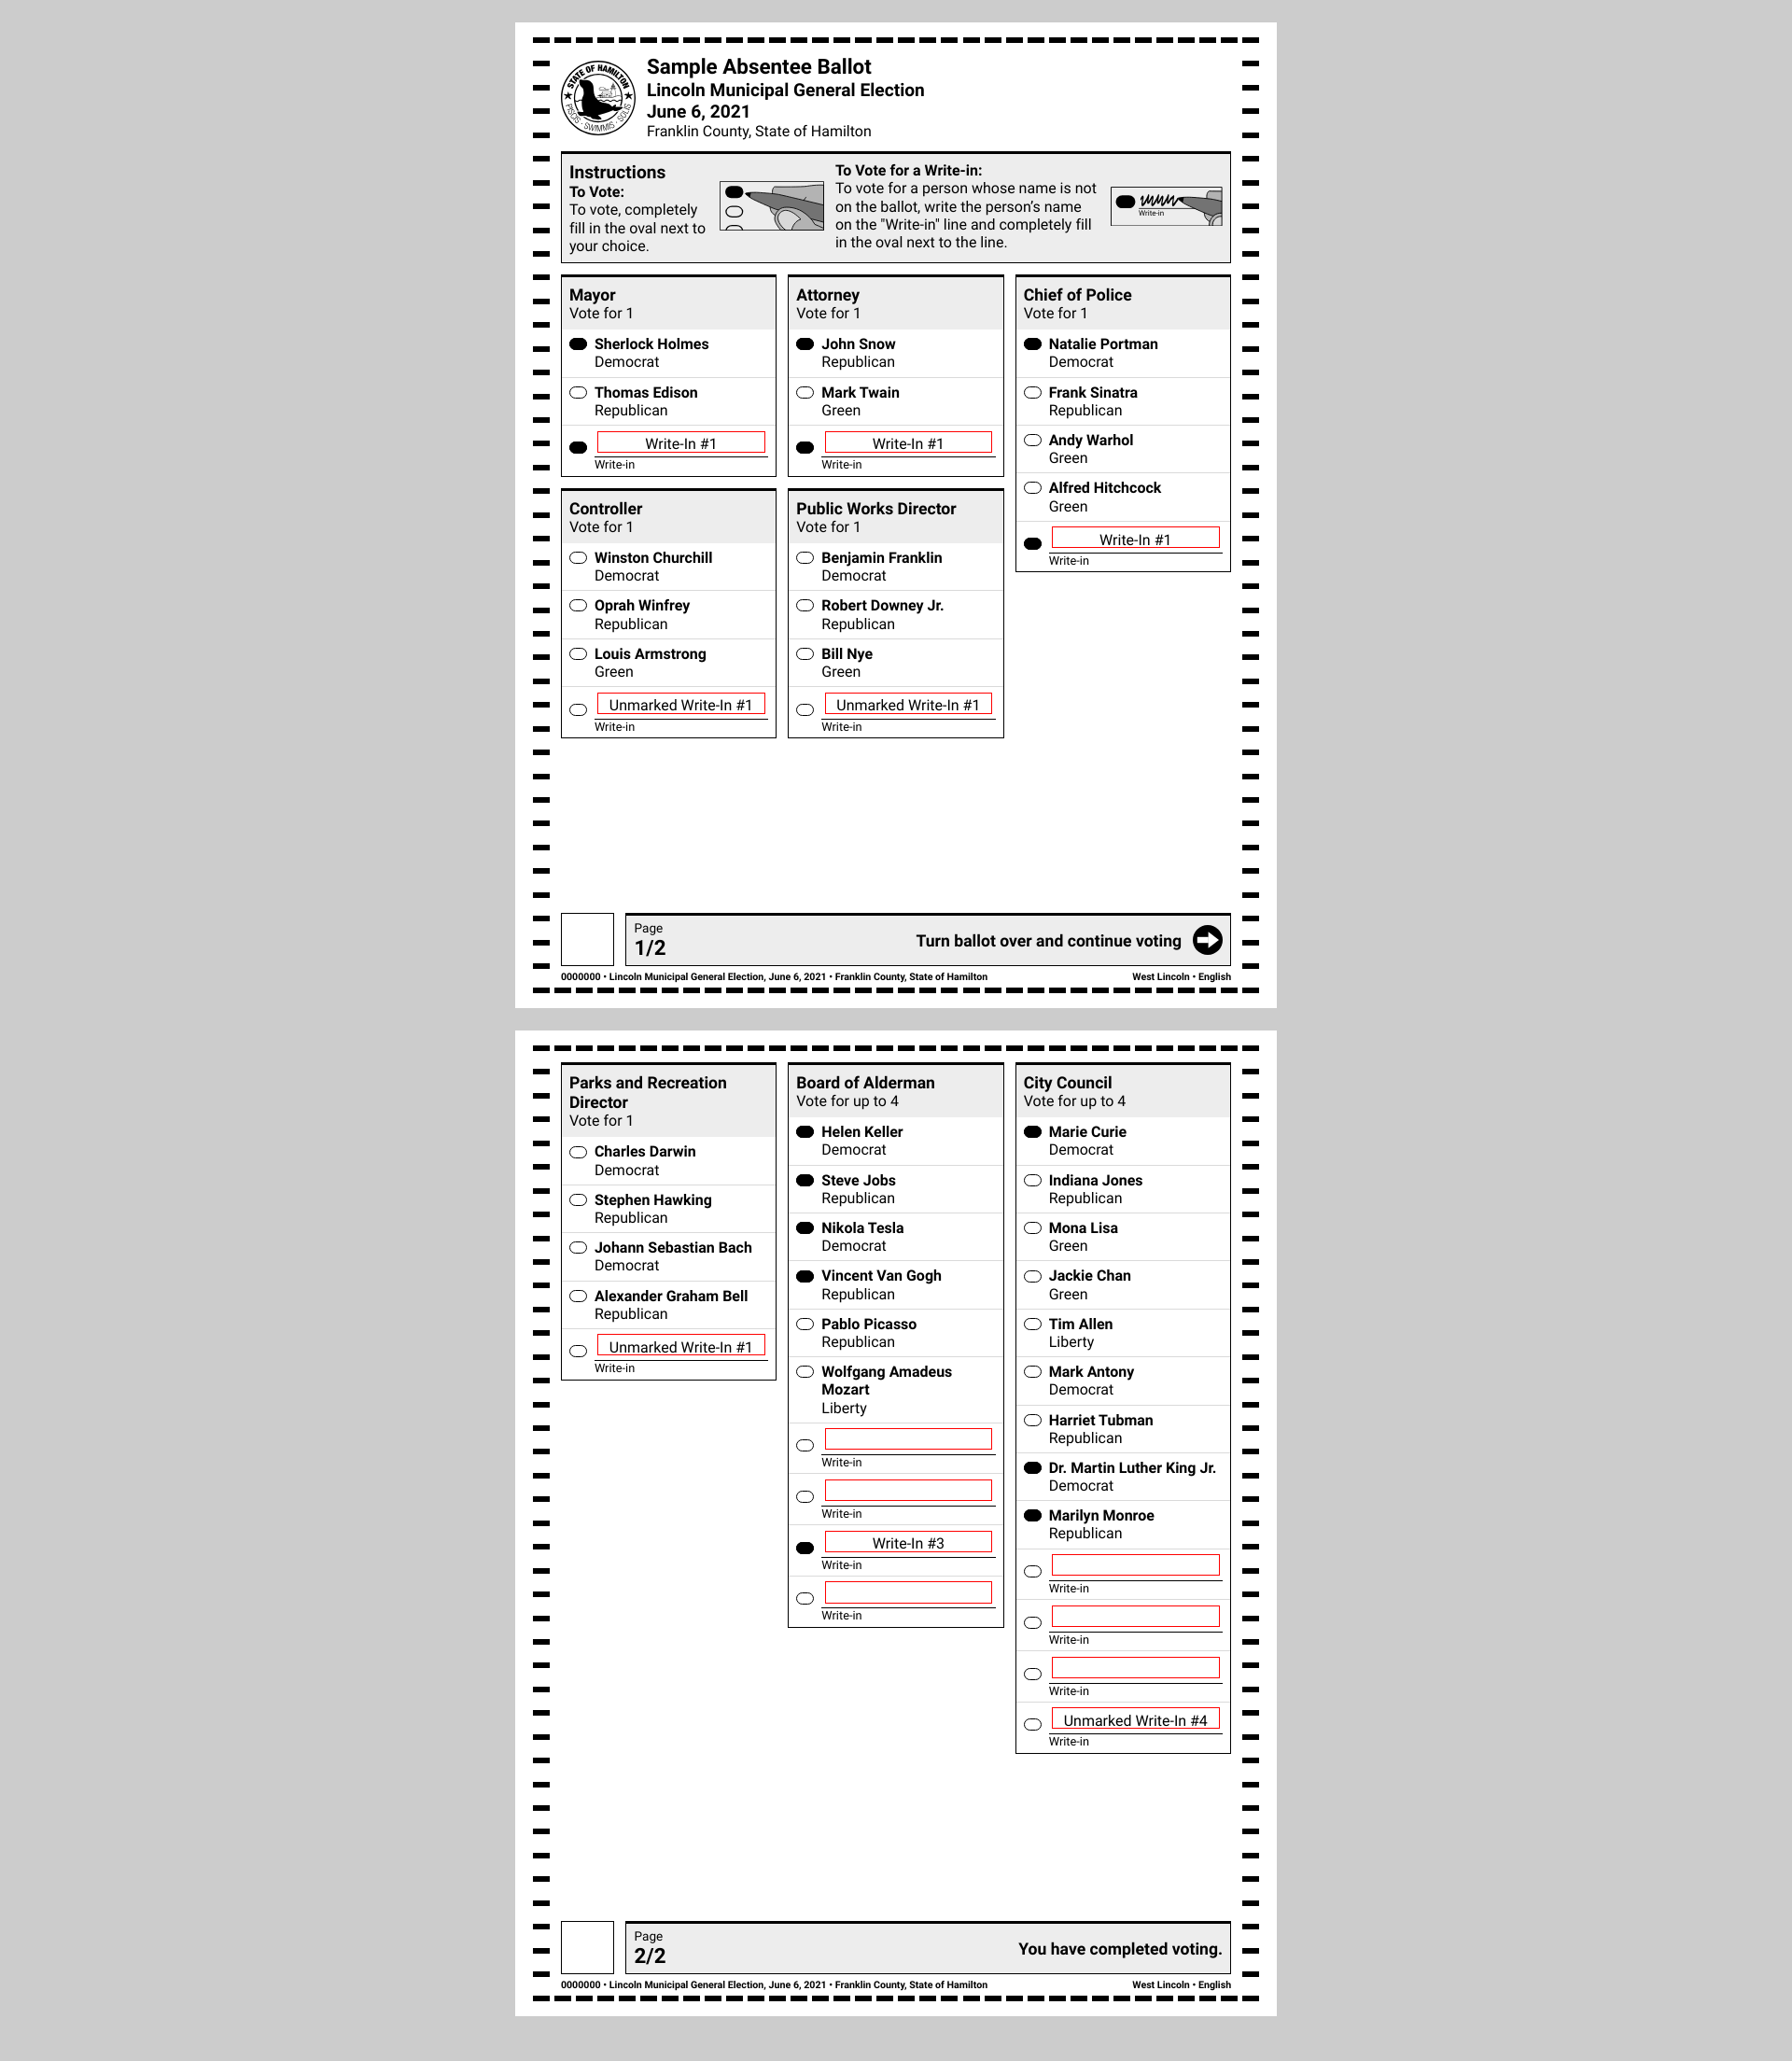 STATE OF HAMILTON
PISCIS · SWIMMIS · SOLIS
Sample Absentee Ballot
Lincoln Municipal General Election
June 6, 2021
Franklin County, State of Hamilton
Instructions
To Vote:
To vote, completely
fill in the oval next to
your choice.
To Vote for a Write-in:
To vote for a person whose name is not
on the ballot, write the person's name
on the "Write-in" line and completely fill
in the oval next to the line.
Write-in
Mayor
Vote for 1
Sherlock Holmes
Democrat
Thomas Edison
Republican
Write-In #1
Write-in
Controller
Vote for 1
Winston Churchill
Democrat
Oprah Winfrey
Republican
Louis Armstrong
Green
Unmarked Write-In #1
Write-in
Attorney
Vote for 1
John Snow
Republican
Mark Twain
Green
Write-In #1
Write-in
Public Works Director
Vote for 1
Benjamin Franklin
Democrat
Robert Downey Jr.
Republican
Bill Nye
Green
Unmarked Write-In #1
Write-in
Chief of Police
Vote for 1
Natalie Portman
Democrat
Frank Sinatra
Republican
Andy Warhol
Green
Alfred Hitchcock
Green
Write-In #1
Write-in
Page
1/2
Turn ballot over and continue voting
0000000 • Lincoln Municipal General Election, June 6, 2021 • Franklin County, State of Hamilton
West Lincoln • English
Parks and Recreation
Director
Vote for 1
Charles Darwin
Democrat
Stephen Hawking
Republican
Johann Sebastian Bach
Democrat
Alexander Graham Bell
Republican
Unmarked Write-In #1
Write-in
Board of Alderman
Vote for up to 4
Helen Keller
Democrat
Steve Jobs
Republican
Nikola Tesla
Democrat
Vincent Van Gogh
Republican
Pablo Picasso
Republican
Wolfgang Amadeus
Mozart
Liberty
Write-in
Write-in
Write-In #3
Write-in
Write-in
City Council
Vote for up to 4
Marie Curie
Democrat
Indiana Jones
Republican
Mona Lisa
Green
Jackie Chan
Green
Tim Allen
Liberty
Mark Antony
Democrat
Harriet Tubman
Republican
Dr. Martin Luther King Jr.
Democrat
Marilyn Monroe
Republican
Write-in
Write-in
Write-in
Unmarked Write-In #4
Write-in
Page
2/2
You have completed voting.
0000000 • Lincoln Municipal General Election, June 6, 2021 • Franklin County, State of Hamilton
West Lincoln • English